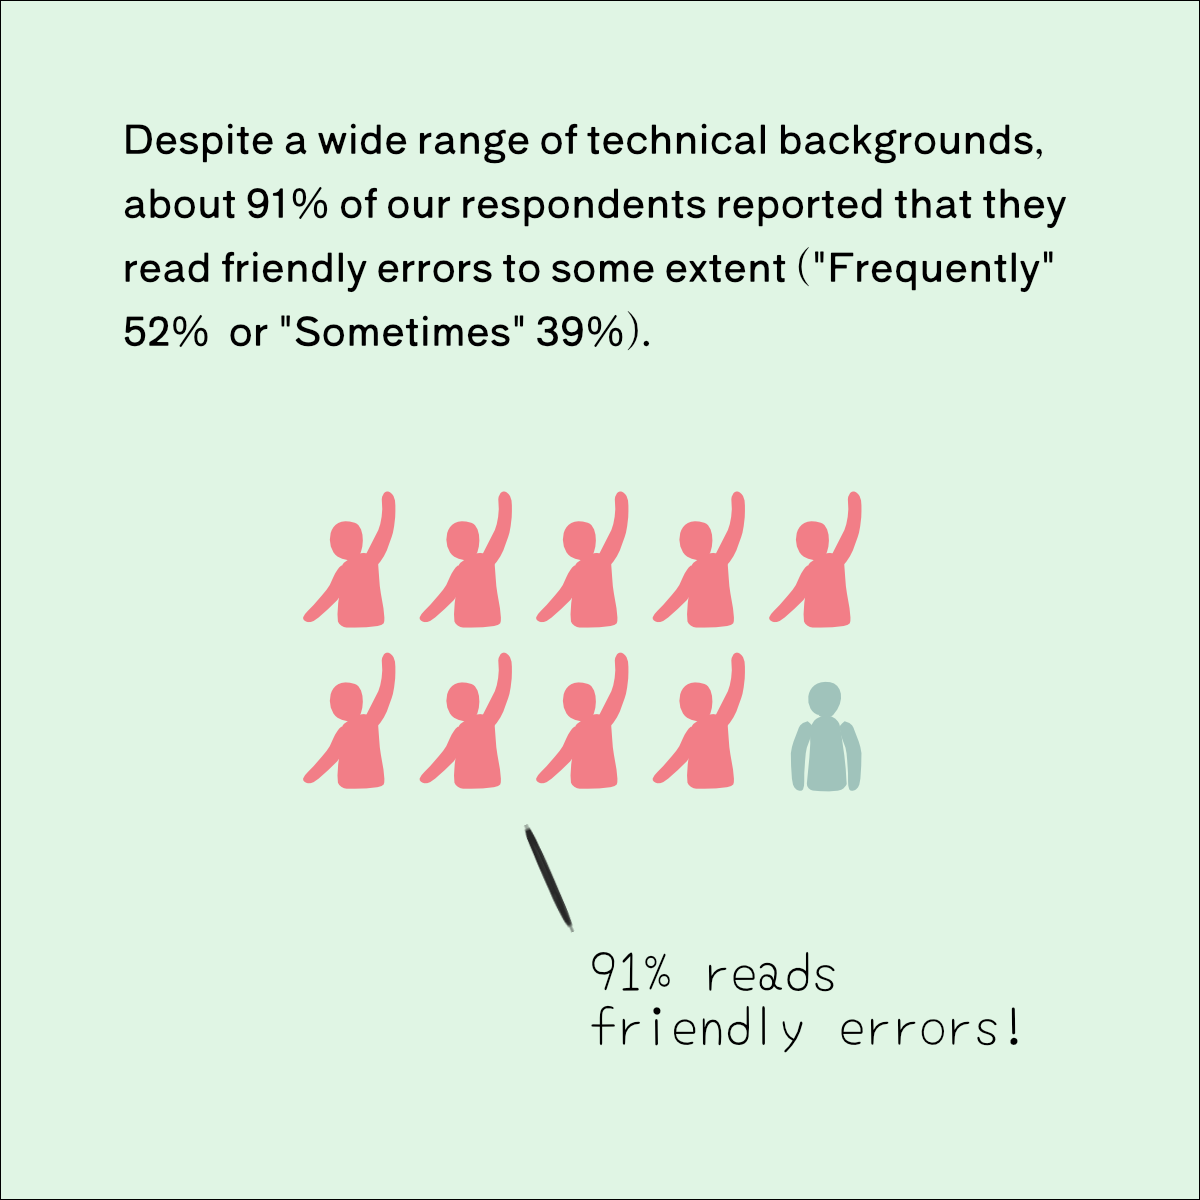 Despite a wide range of technical backgrounds,
about 91% of our respondents reported that they
read friendly errors to some extent ("Frequently"
52%  or "Sometimes" 39%).
91% reads
friendly errors!